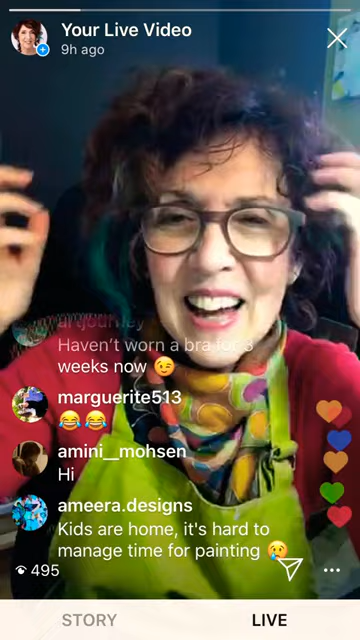 Your Live Video
9h ago
artjourney
Haven't worn a bra for 3
weeks now 😉
marguerite513
😂😂
amini__mohsen
Hi
ameera.designs
Kids are home, it's hard to
manage time for painting 😢
495
STORY
LIVE